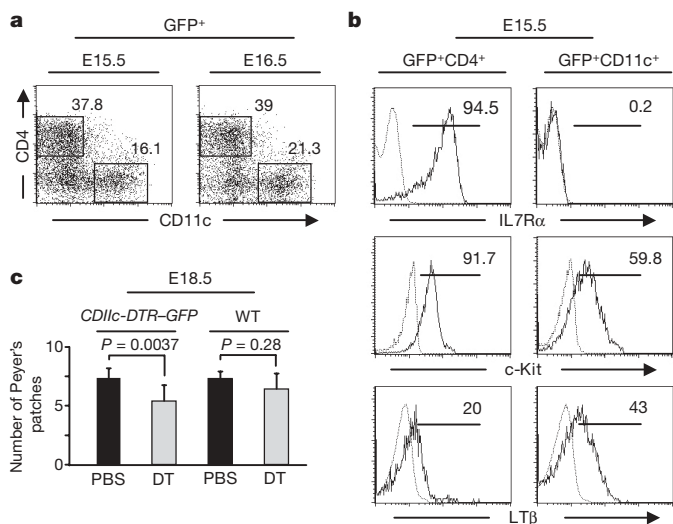 a
GFP+
E15.5
E16.5
37.8
16.1
39
21.3
CD4
CD11c
b
E15.5
GFP+CD4+
GFP+CD11c+
94.5
0.2
IL7Rα
91.7
59.8
c-Kit
20
43
LTβ
c
E18.5
CDIIc-DTR–GFP
WT
P = 0.0037
P = 0.28
Number of Peyer's
patches
10
5
0
PBS
DT
PBS
DT